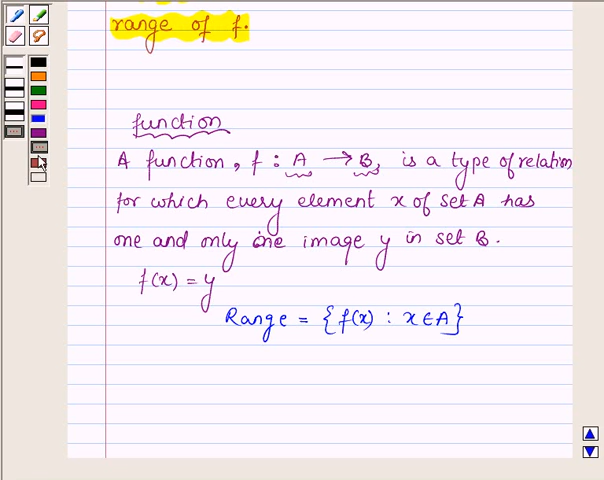 range of f.
function
A function, f : A → B, is a type of relation
for which every element x of set A has
one and only one image y in set B.
f(x) = y
Range = {f(x) : x ∈ A}